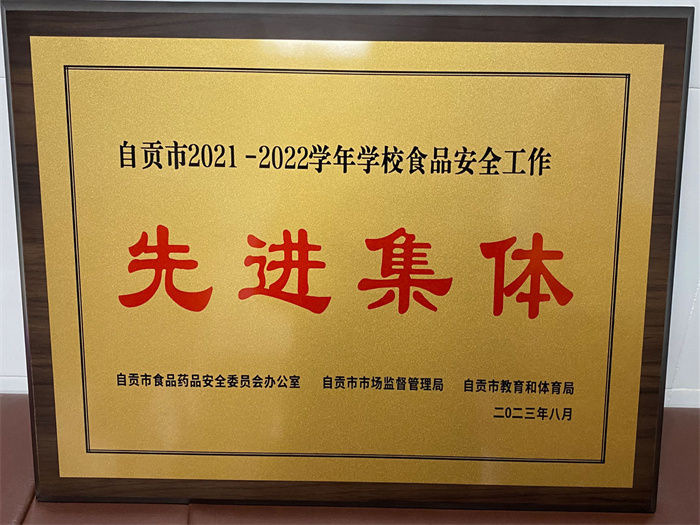 自贡市2021-2022学年学校食品安全工作
先进集体
自贡市食品药品安全委员会办公室 自贡市市场监督管理局 自贡市教育和体育局
二0二三年八月